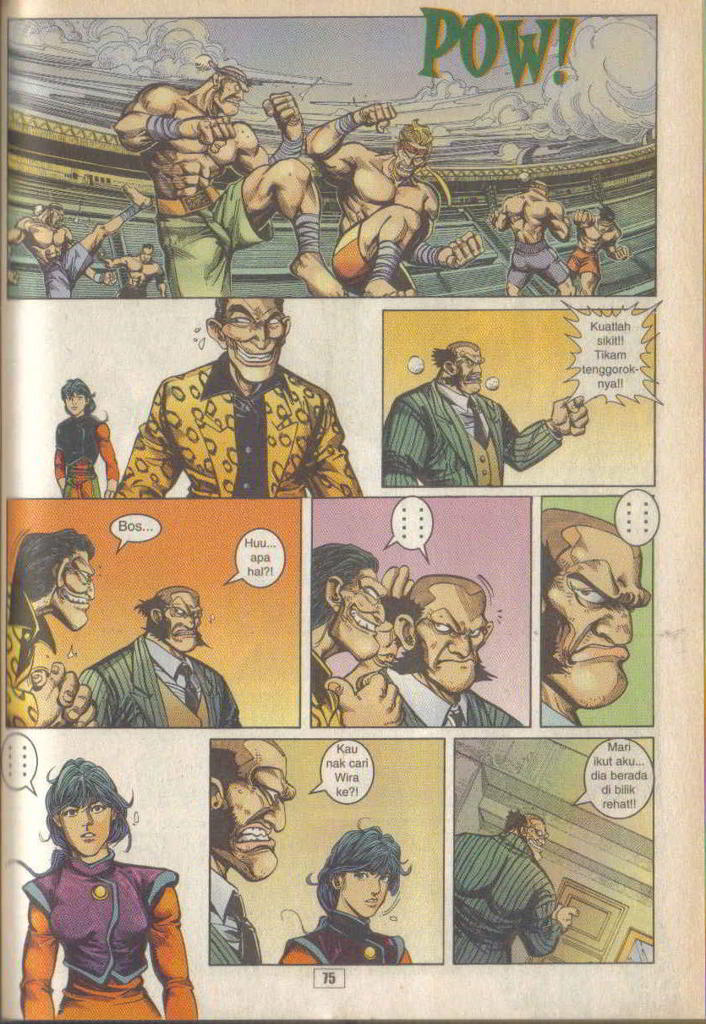 POW!
Kuatlah
sikit!!
Tikam
tenggorok-
nya!!
Bos...
Huu...
apa
hal?!
Kau
nak cari
Wira
ke?!
Mari
ikut aku...
dia berada
di bilik
rehat!!
75